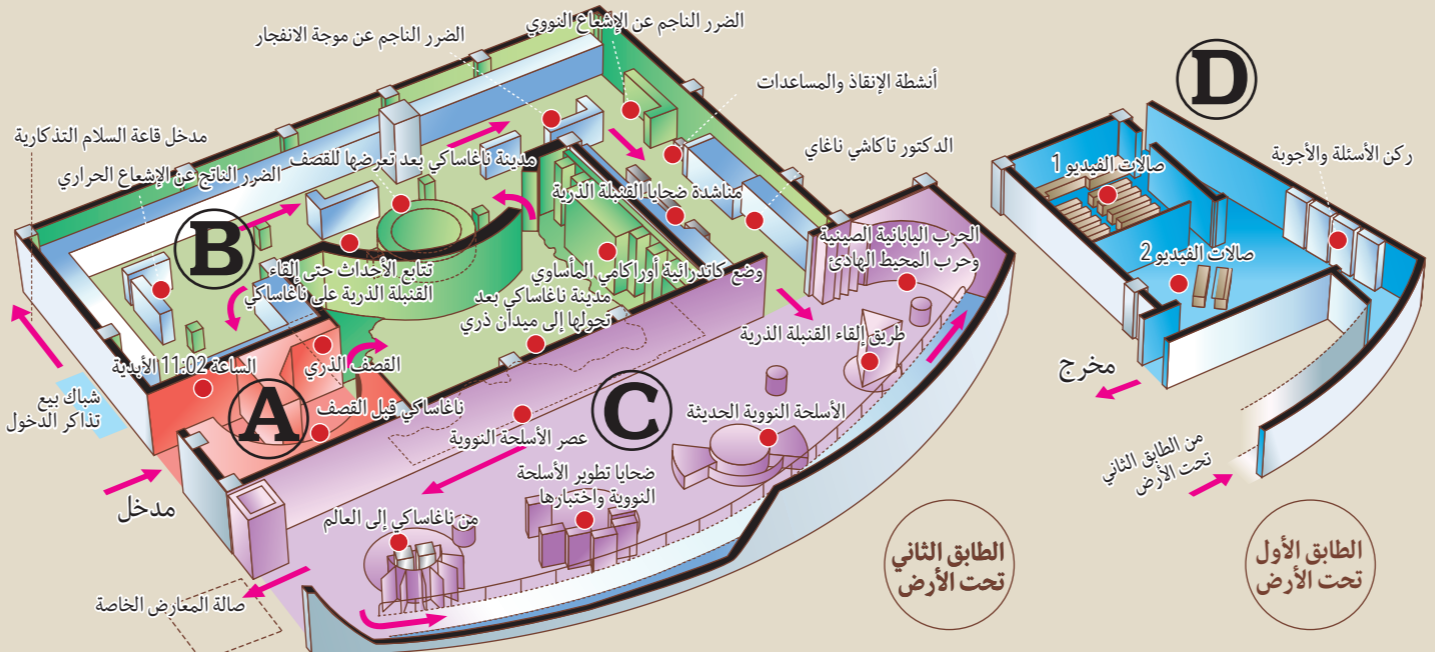 الضرر الناجم عن الإشعاع النووي
الضرر الناجم عن موجة الانفجار
أنشطة الإنقاذ والمساعدات
مدخل قاعة السلام التذكارية
الدكتور تاكاشي ناغاي
مدينة ناغاساكي بعد تعرضها للقصف
الضرر الناتج عن الإشعاع الحراري
مناشدة ضحايا القنبلة الذرية
B
الحرب اليابانية الصينية
وحرب المحيط الهادئ
تتابع الأحداث حتى إلقاء
القنبلة الذرية على ناغاساكي
وضع كاتدرائية أوراكامي المأساوي
مدينة ناغاساكي بعد
تحولها إلى ميدان ذري
طريق إلقاء القنبلة الذرية
الساعة 11:02 الأبدية
القصف الذري
شباك بيع
تذاكر الدخول
A
ناغاساكي قبل القصف
C
الأسلحة النووية الحديثة
عصر الأسلحة النووية
ضحايا تطوير الأسلحة
النووية واختبارها
مدخل
من ناغاساكي إلى العالم
صالة المعارض الخاصة
الطابق الثاني
تحت الأرض
D
صالات الفيديو 1
ركن الأسئلة والأجوبة
صالات الفيديو 2
مخرج
من الطابق الثاني
تحت الأرض
الطابق الأول
تحت الأرض